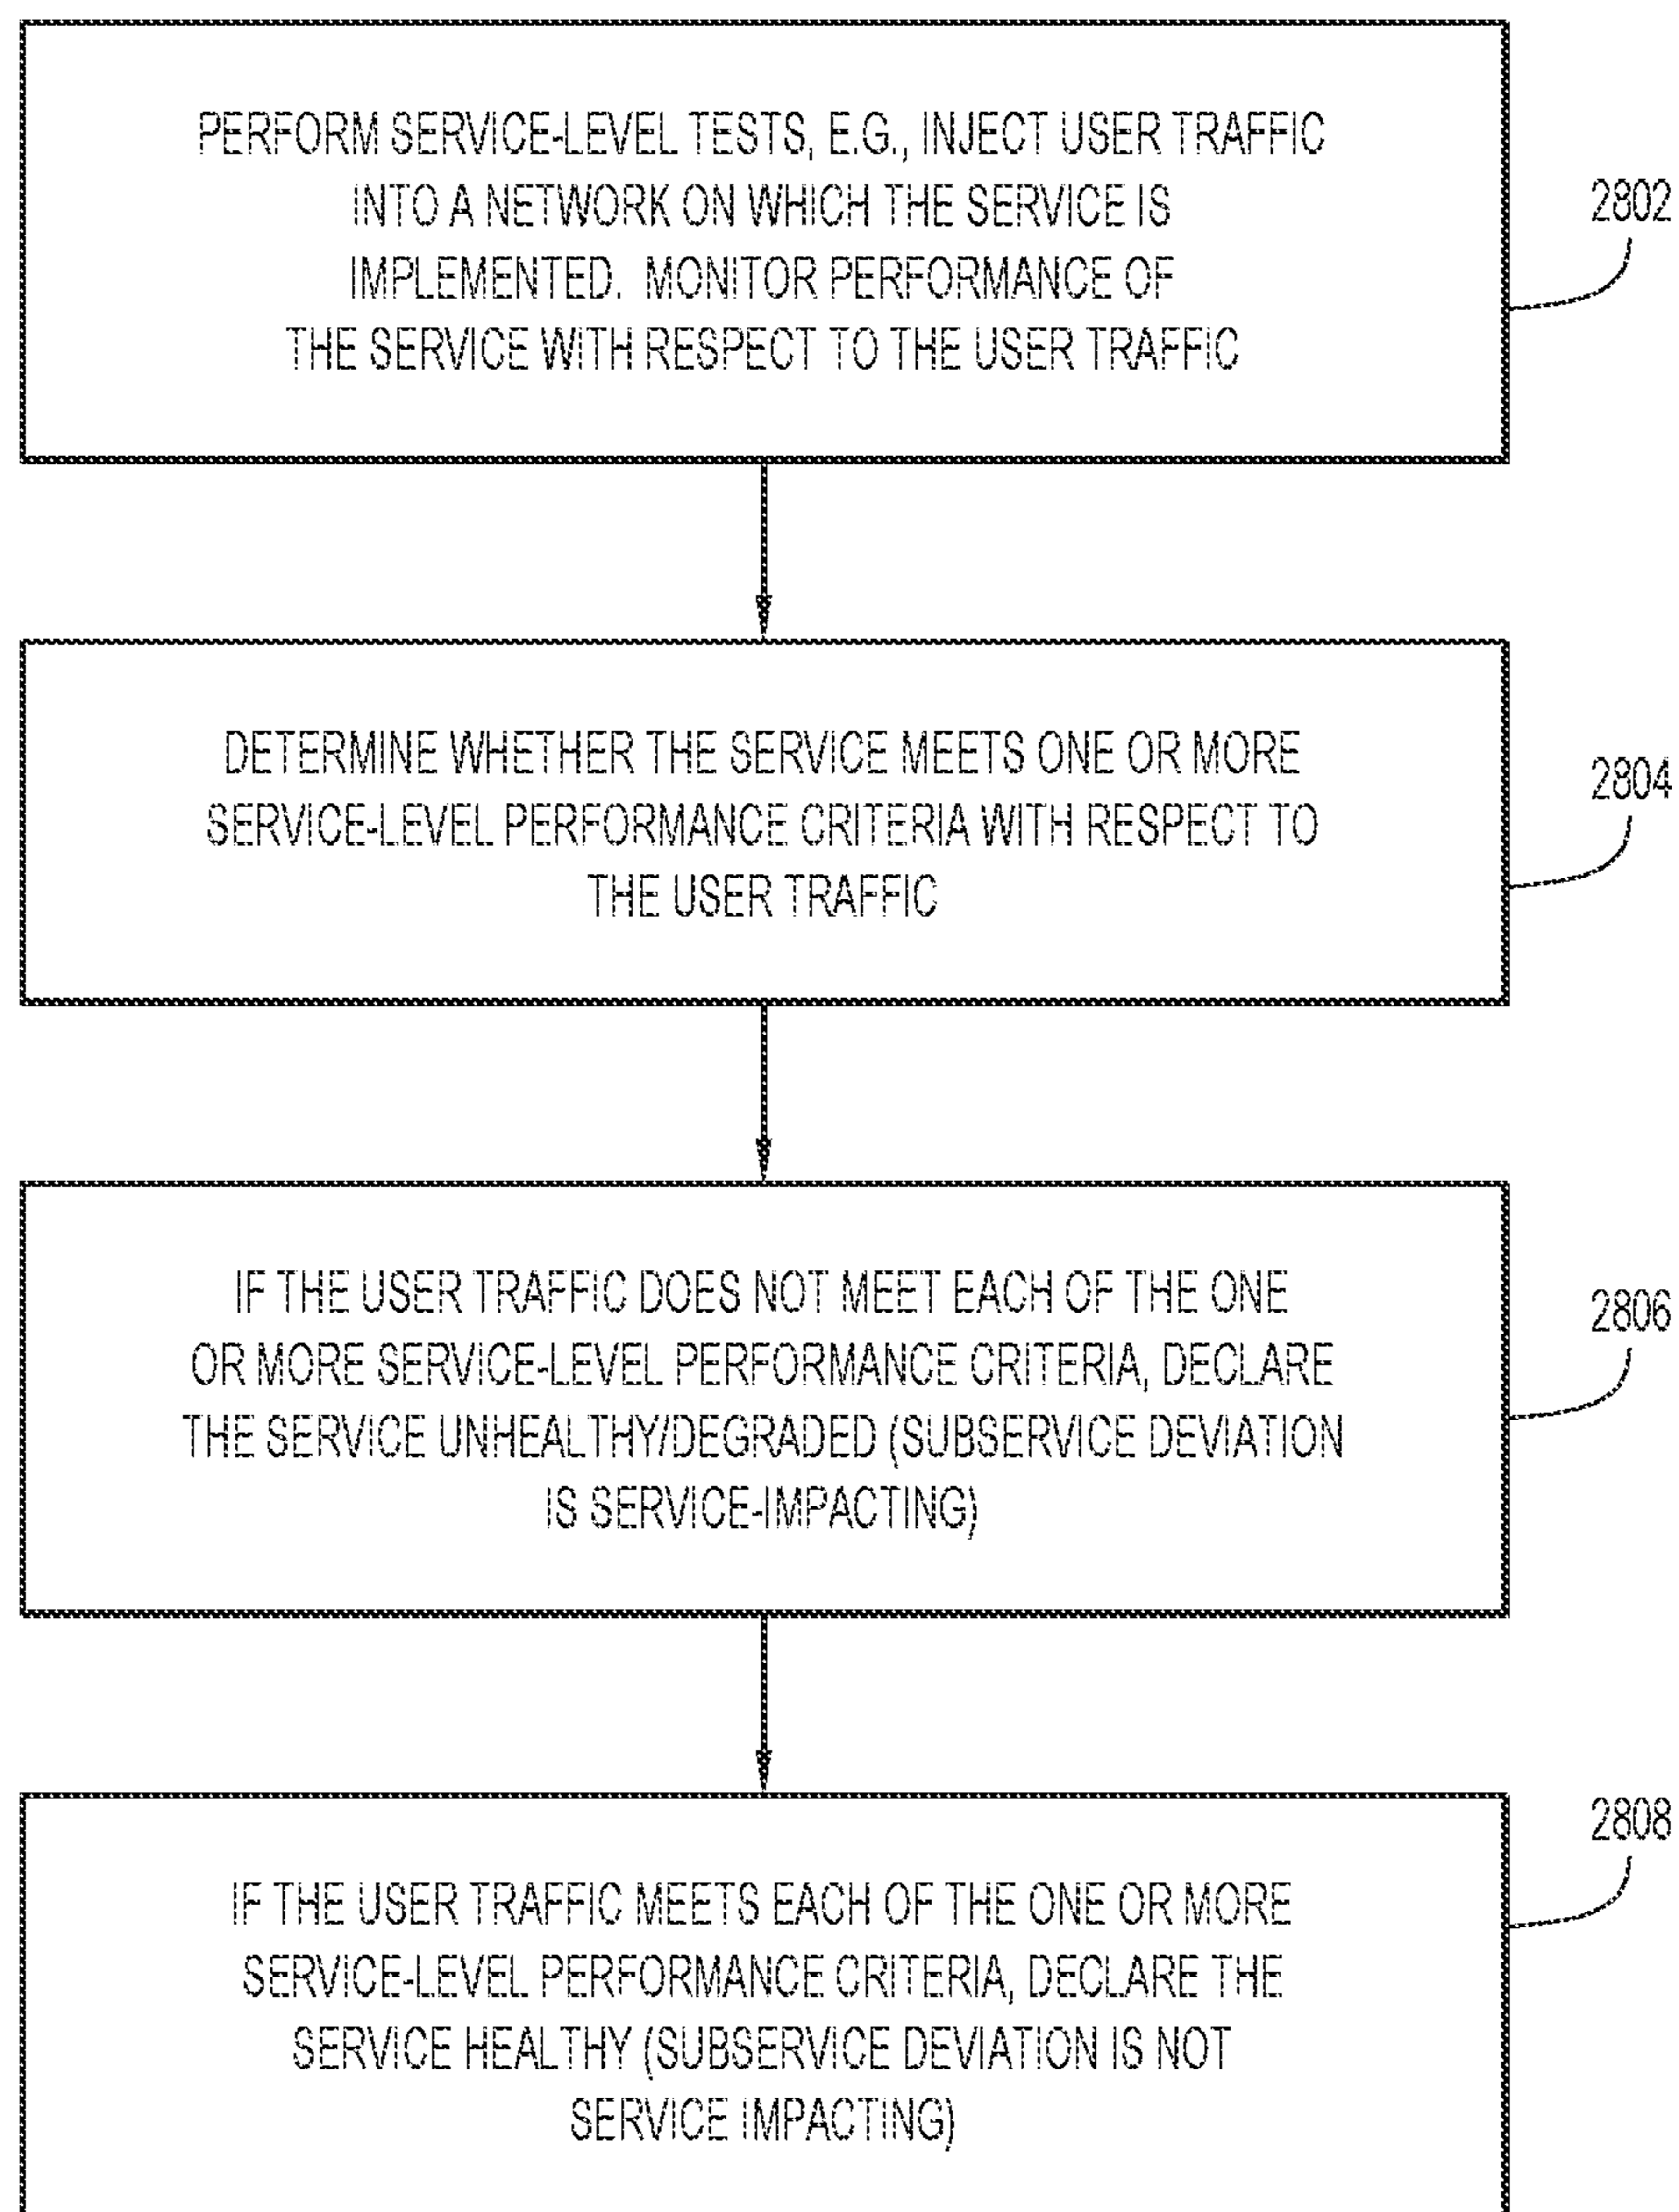 PERFORM SERVICE-LEVEL TESTS, E.G., INJECT USER TRAFFIC
INTO A NETWORK ON WHICH THE SERVICE IS
IMPLEMENTED. MONITOR PERFORMANCE OF
THE SERVICE WITH RESPECT TO THE USER TRAFFIC
2802
DETERMINE WHETHER THE SERVICE MEETS ONE OR MORE
SERVICE-LEVEL PERFORMANCE CRITERIA WITH RESPECT TO
THE USER TRAFFIC
2804
IF THE USER TRAFFIC DOES NOT MEET EACH OF THE ONE
OR MORE SERVICE-LEVEL PERFORMANCE CRITERIA, DECLARE
THE SERVICE UNHEALTHY/DEGRADED (SUBSERVICE DEVIATION
IS SERVICE-IMPACTING)
2806
IF THE USER TRAFFIC MEETS EACH OF THE ONE OR MORE
SERVICE-LEVEL PERFORMANCE CRITERIA, DECLARE THE
SERVICE HEALTHY (SUBSERVICE DEVIATION IS NOT
SERVICE IMPACTING)
2808